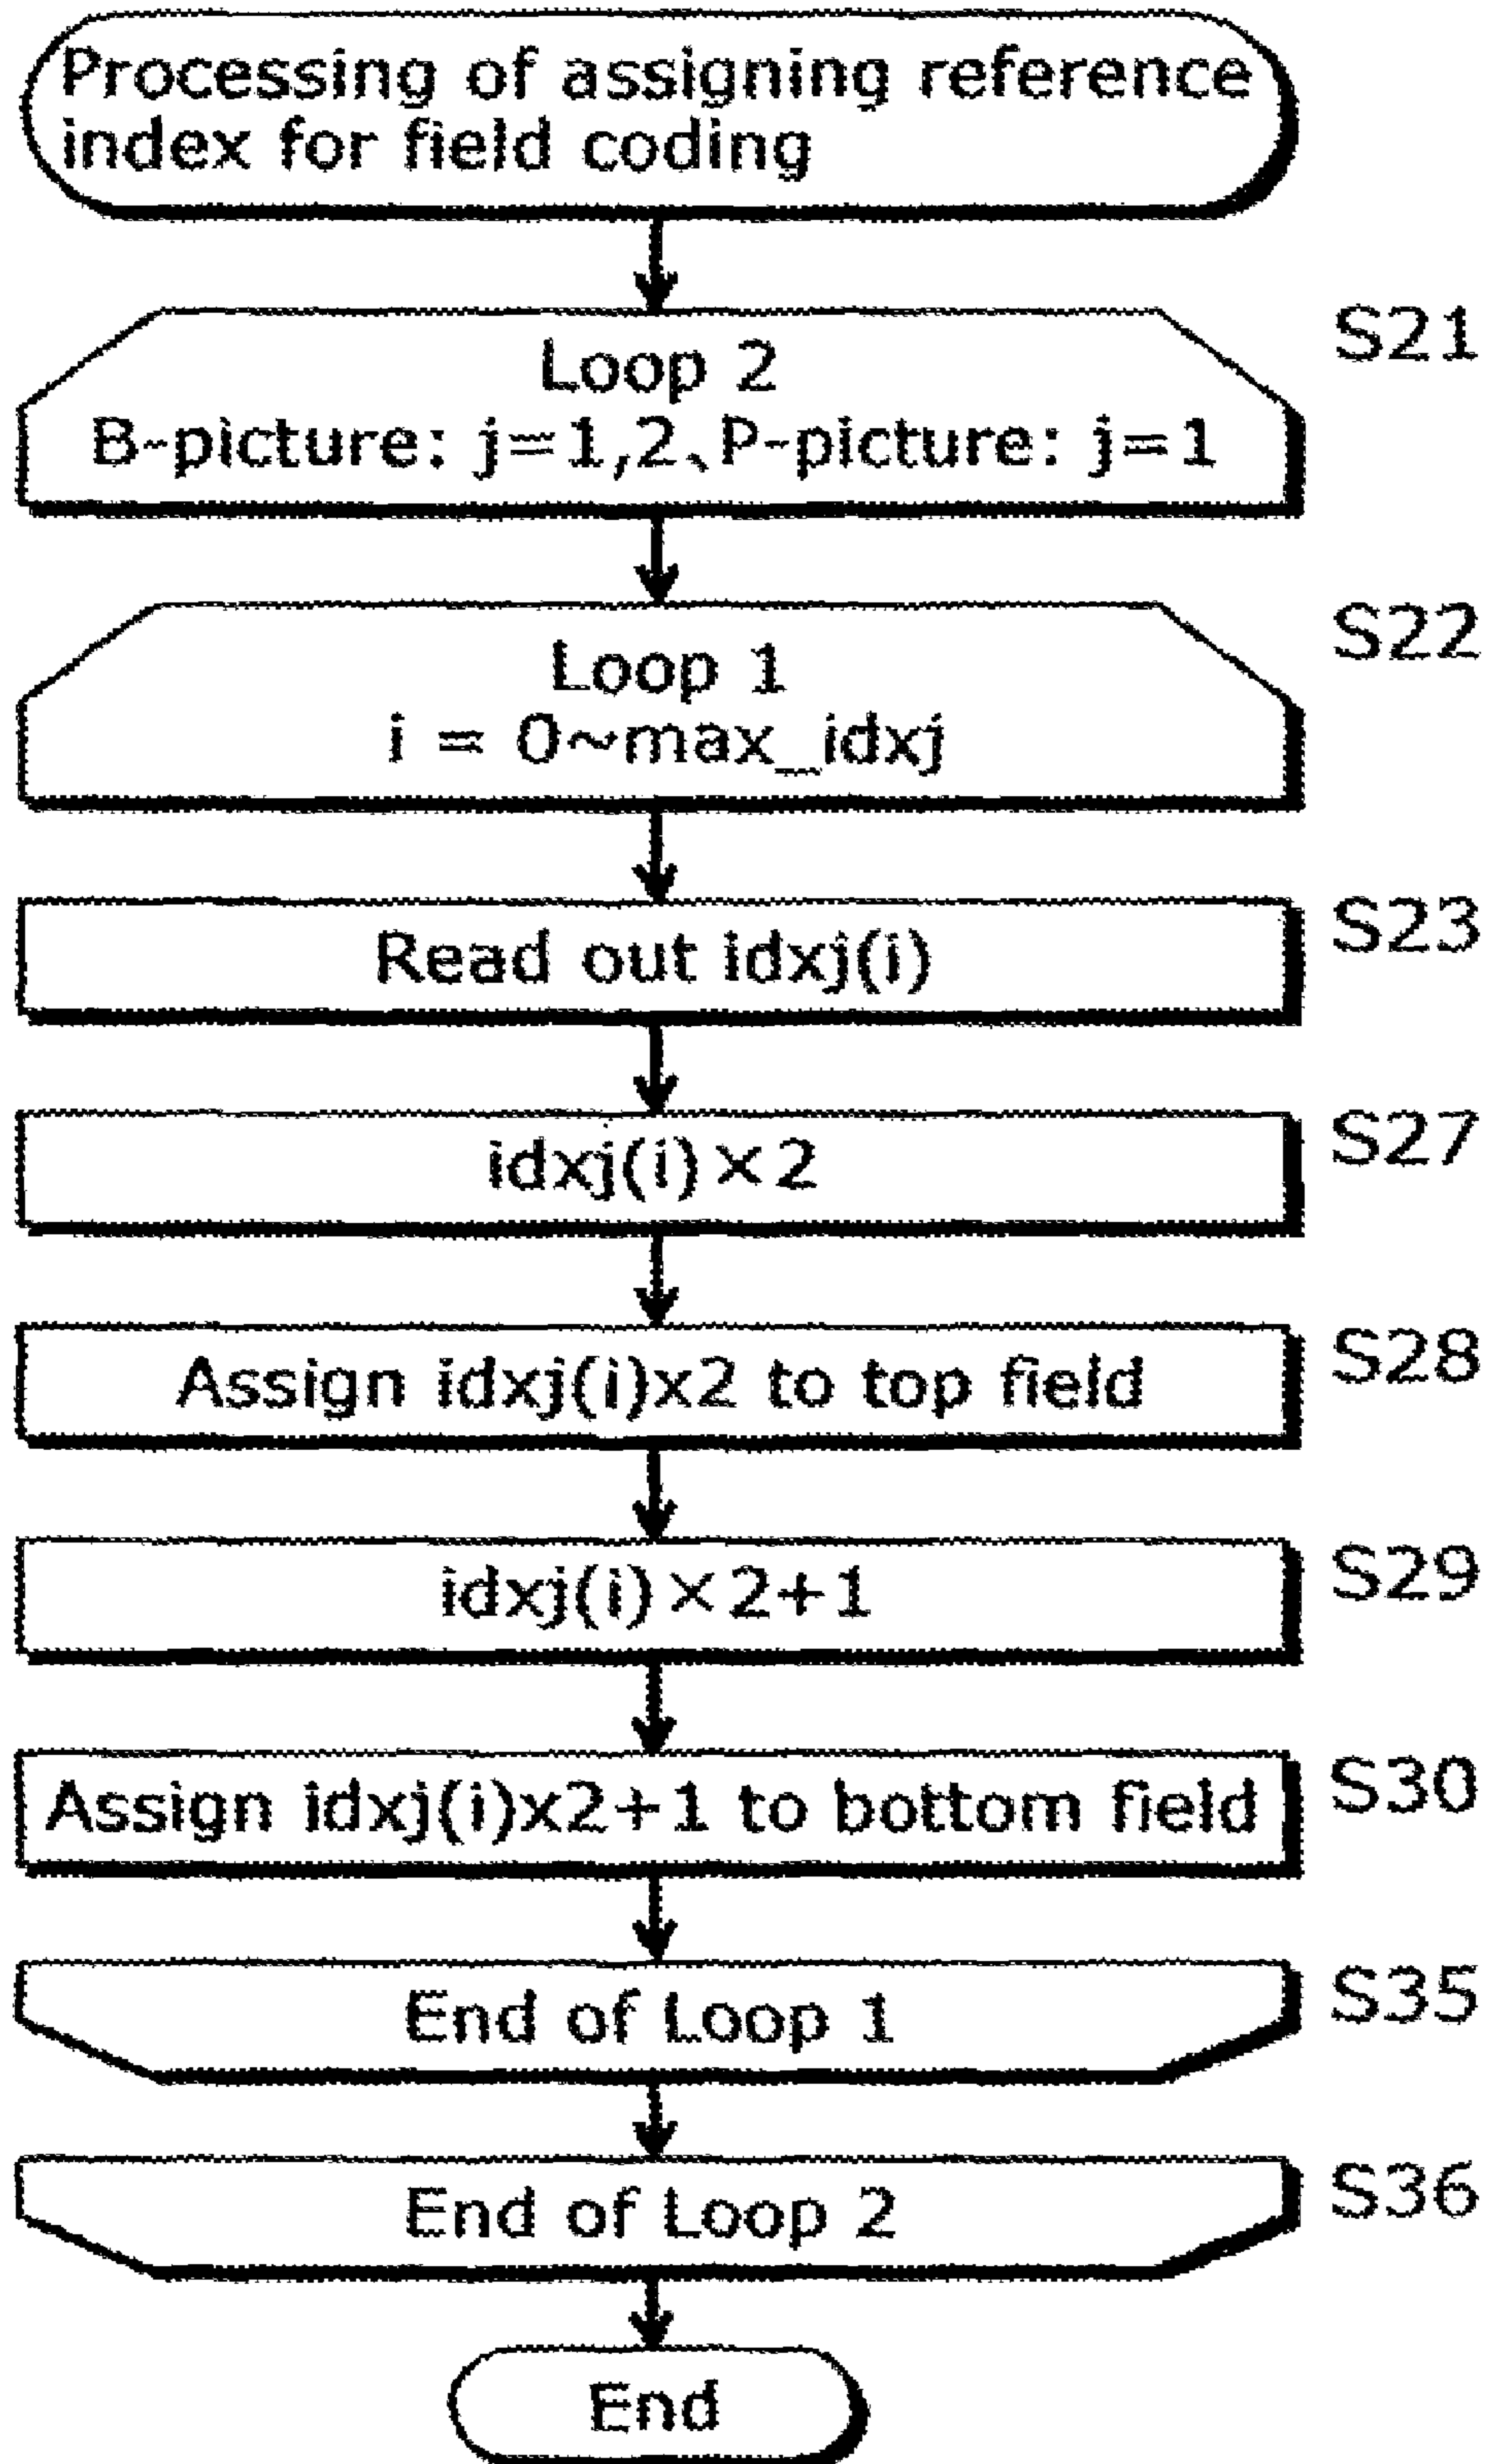 Processing of assigning reference
index for field coding
S21
Loop 2
B-picture: j=1,2、P-picture: j=1
S22
Loop 1
i = 0~max_idxj
Read out idxj(i) S23
idxj(i)×2 S27
Assign idxj(i)x2 to top field S28
idxj(i)×2+1 S29
Assign idxj(i)x2+1 to bottom field S30
End of Loop 1 S35
End of Loop 2 S36
End